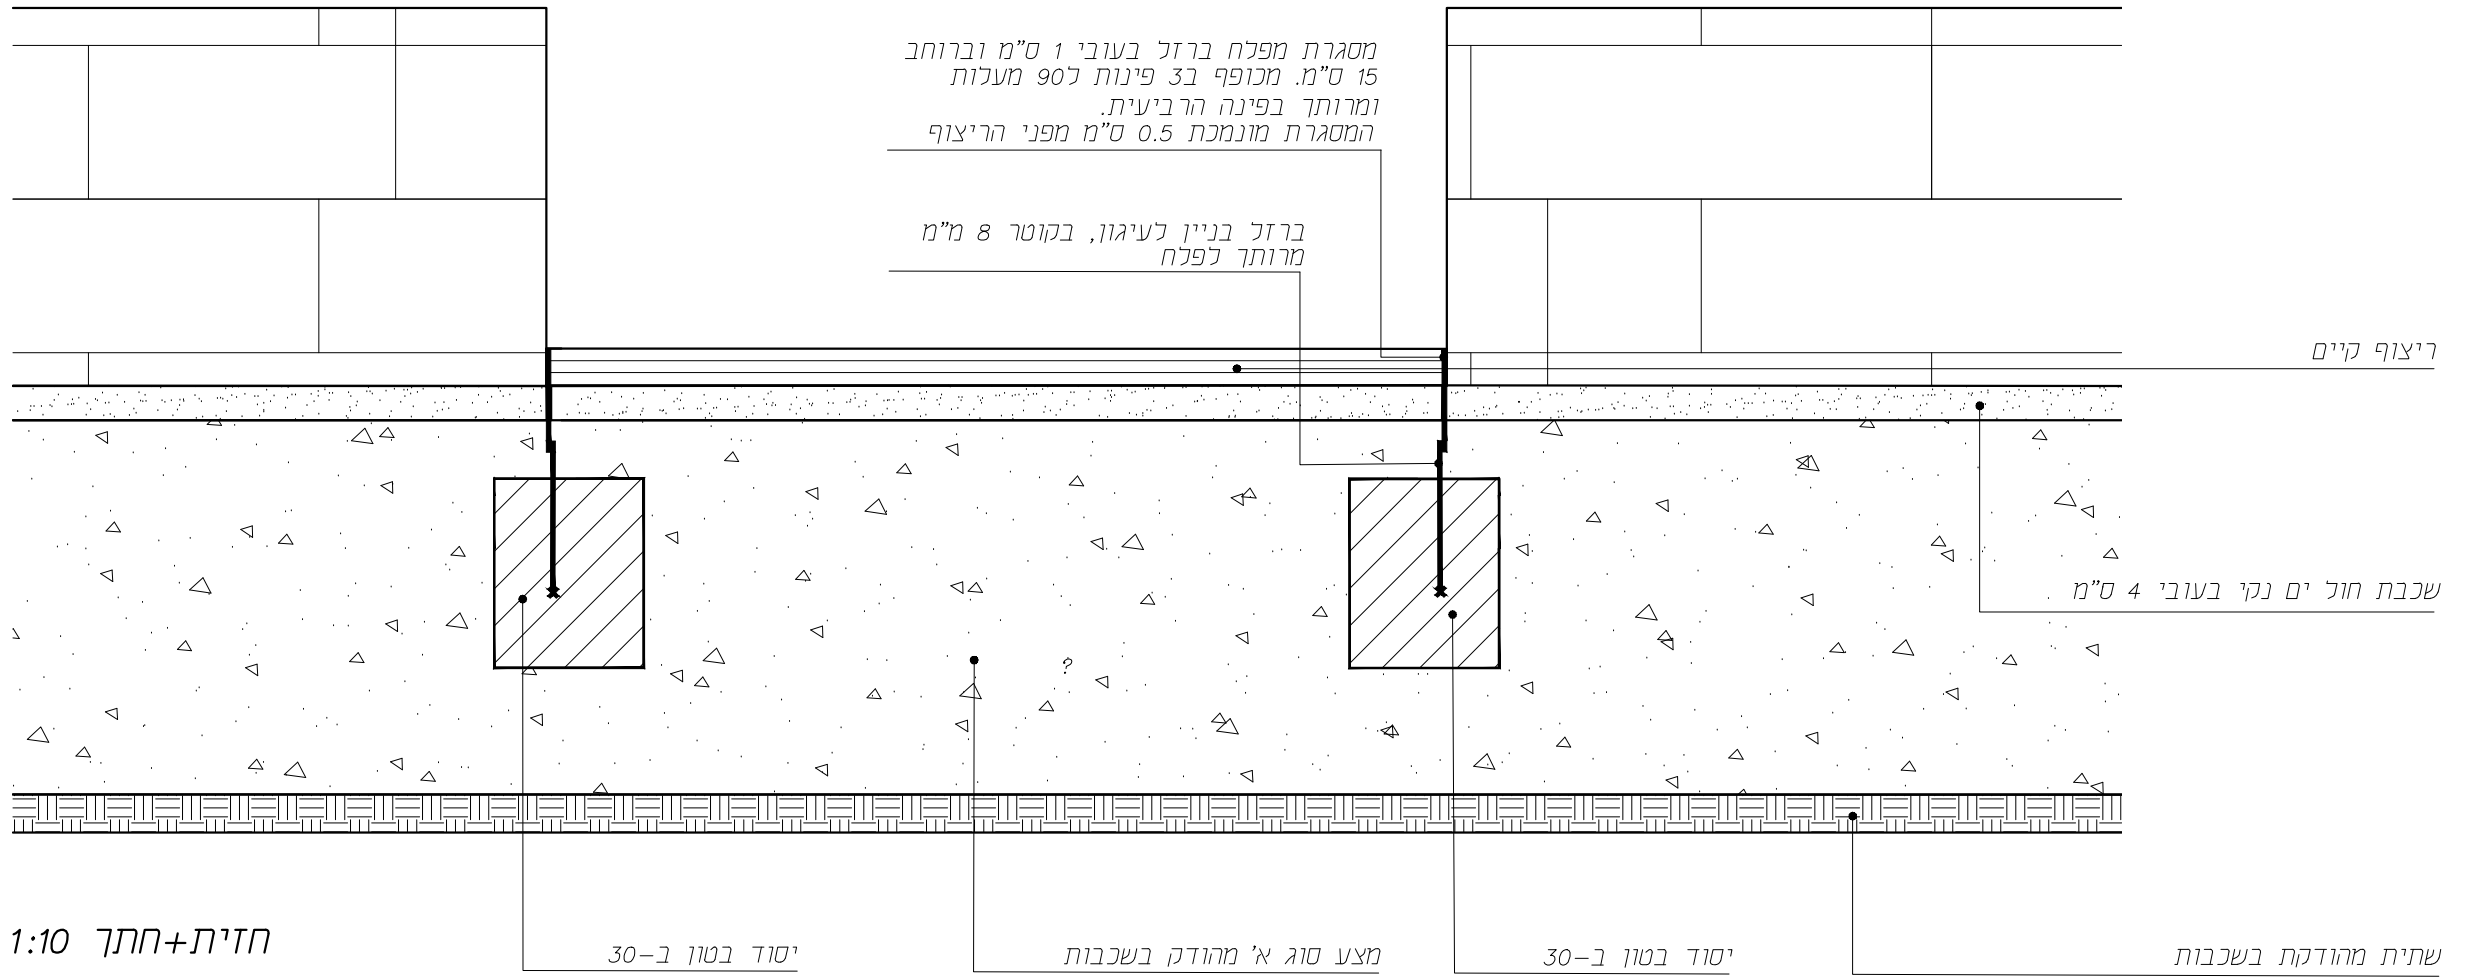 מסגרת מפלח ברזל בעובי 1 ס"מ וברוחב
15 ס"מ. מכופף ב3 פינות ל90 מעלות
ומרותך בפינה הרביעית.
המסגרת מונמכת 0.5 ס"מ מפני הריצוף
ברזל בניין לעיגון, בקוטר 8 מ"מ
מרותך לפלח
ריצוף קיים
שכבת חול ים נקי בעובי 4 ס"מ
?
שתית מהודקת בשכבות
יסוד בטון ב-30
מצע סוג א' מהודק בשכבות
יסוד בטון ב-30
חזית+חתך 1:10